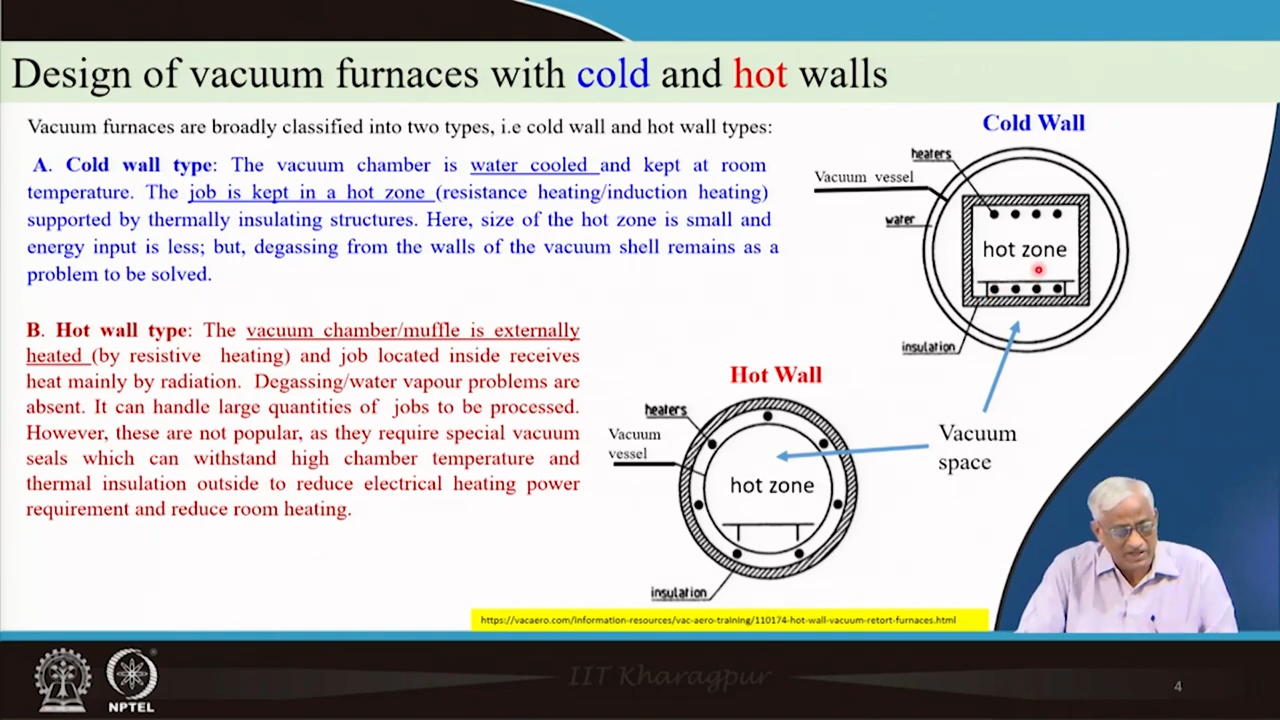 Design of vacuum furnaces with cold and hot walls
Vacuum furnaces are broadly classified into two types, i.e cold wall and hot wall types:
A. Cold wall type: The vacuum chamber is water cooled and kept at room
temperature. The job is kept in a hot zone (resistance heating/induction heating)
supported by thermally insulating structures. Here, size of the hot zone is small and
energy input is less; but, degassing from the walls of the vacuum shell remains as a
problem to be solved.
B. Hot wall type: The vacuum chamber/muffle is externally
heated (by resistive heating) and job located inside receives
heat mainly by radiation. Degassing/water vapour problems are
absent. It can handle large quantities of jobs to be processed.
However, these are not popular, as they require special vacuum
seals which can withstand high chamber temperature and
thermal insulation outside to reduce electrical heating power
requirement and reduce room heating.
Cold Wall
heaters
Vacuum vessel
water
hot zone
insulation
Hot Wall
heaters
Vacuum
vessel
hot zone
insulation
Vacuum
space
https://vacaero.com/information-resources/vac-aero-training/110174-hot-wall-vacuum-retort-furnaces.html
NPTEL
IIT Kharagpur
4